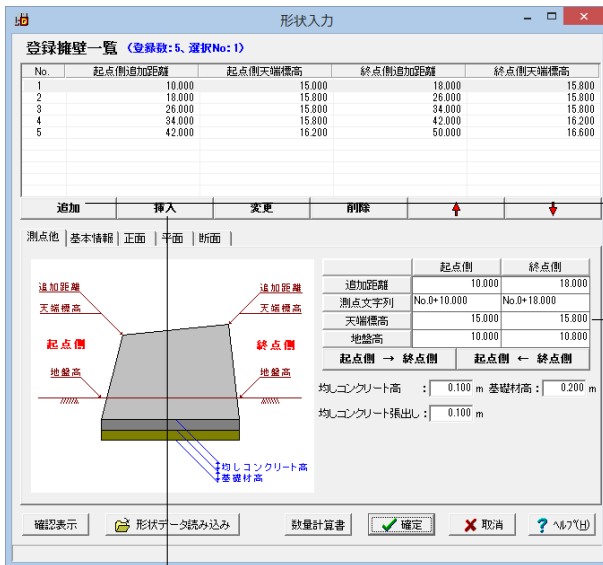 形状入力
登録擁壁一覧 (登録数:5、選択No:1)
No. 起点側追加距離 起点側天端標高 終点側追加距離 終点側天端標高
1 10.000 15.000 18.000 15.800
2 18.000 15.800 26.000 15.800
3 26.000 15.800 34.000 15.800
4 34.000 15.800 42.000 16.200
5 42.000 16.200 50.000 16.600
追加 挿入 変更 削除
測点他 基本情報 正面 平面 断面
追加距離 追加距離
天端標高 天端標高
起点側 終点側
地盤高 地盤高
均しコンクリート高
基礎材高
起点側 終点側
追加距離 10.000 18.000
測点文字列 No.0+10.000 No.0+18.000
天端標高 15.000 15.800
地盤高 10.000 10.800
起点側 → 終点側 起点側 ← 終点側
均しコンクリート高 : 0.100 m 基礎材高: 0.200 m
均しコンクリート張出し: 0.100 m
確認表示 形状データ読み込み 数量計算書 確定 取消 ? ヘルプ(H)